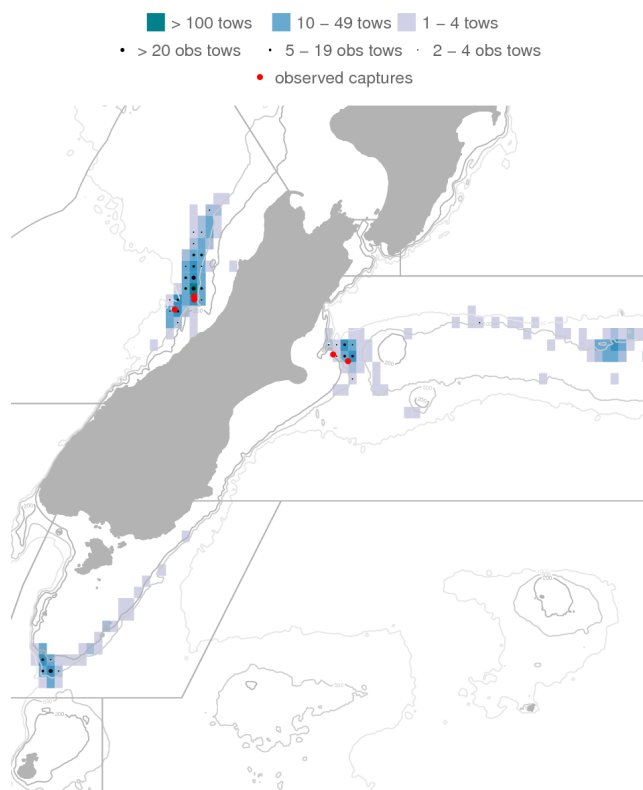 > 100 tows 10 – 49 tows 1 – 4 tows
> 20 obs tows 5 – 19 obs tows 2 – 4 obs tows
observed captures